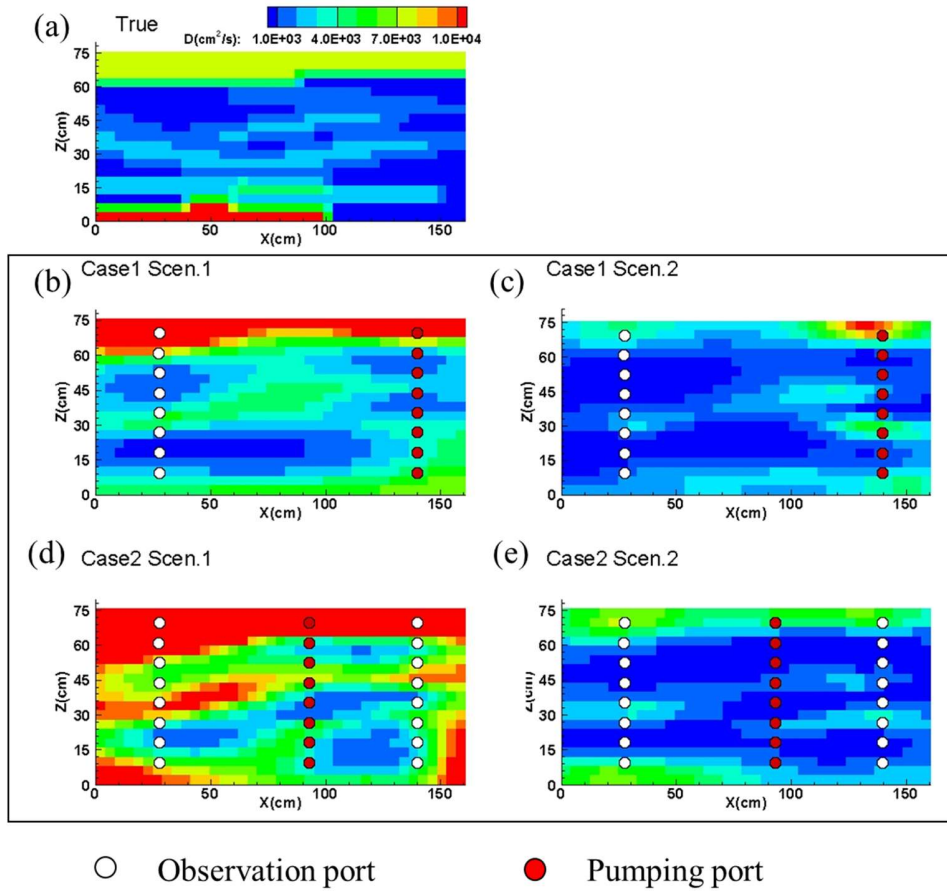 (a) True
D(cm²/s): 1.0E+03 4.0E+03 7.0E+03 1.0E+04
75
60
45
30
15
0
Z(cm)
0 50 100 150
X(cm)
(b) Case1 Scen.1
75
60
45
30
15
0
Z(cm)
0 50 100 150
X(cm)
(c) Case1 Scen.2
75
60
45
30
15
0
Z(cm)
0 50 100 150
X(cm)
(d) Case2 Scen.1
75
60
45
30
15
0
Z(cm)
0 50 100 150
X(cm)
(e) Case2 Scen.2
75
60
45
30
15
0
Z(cm)
0 50 100 150
X(cm)
Observation port Pumping port